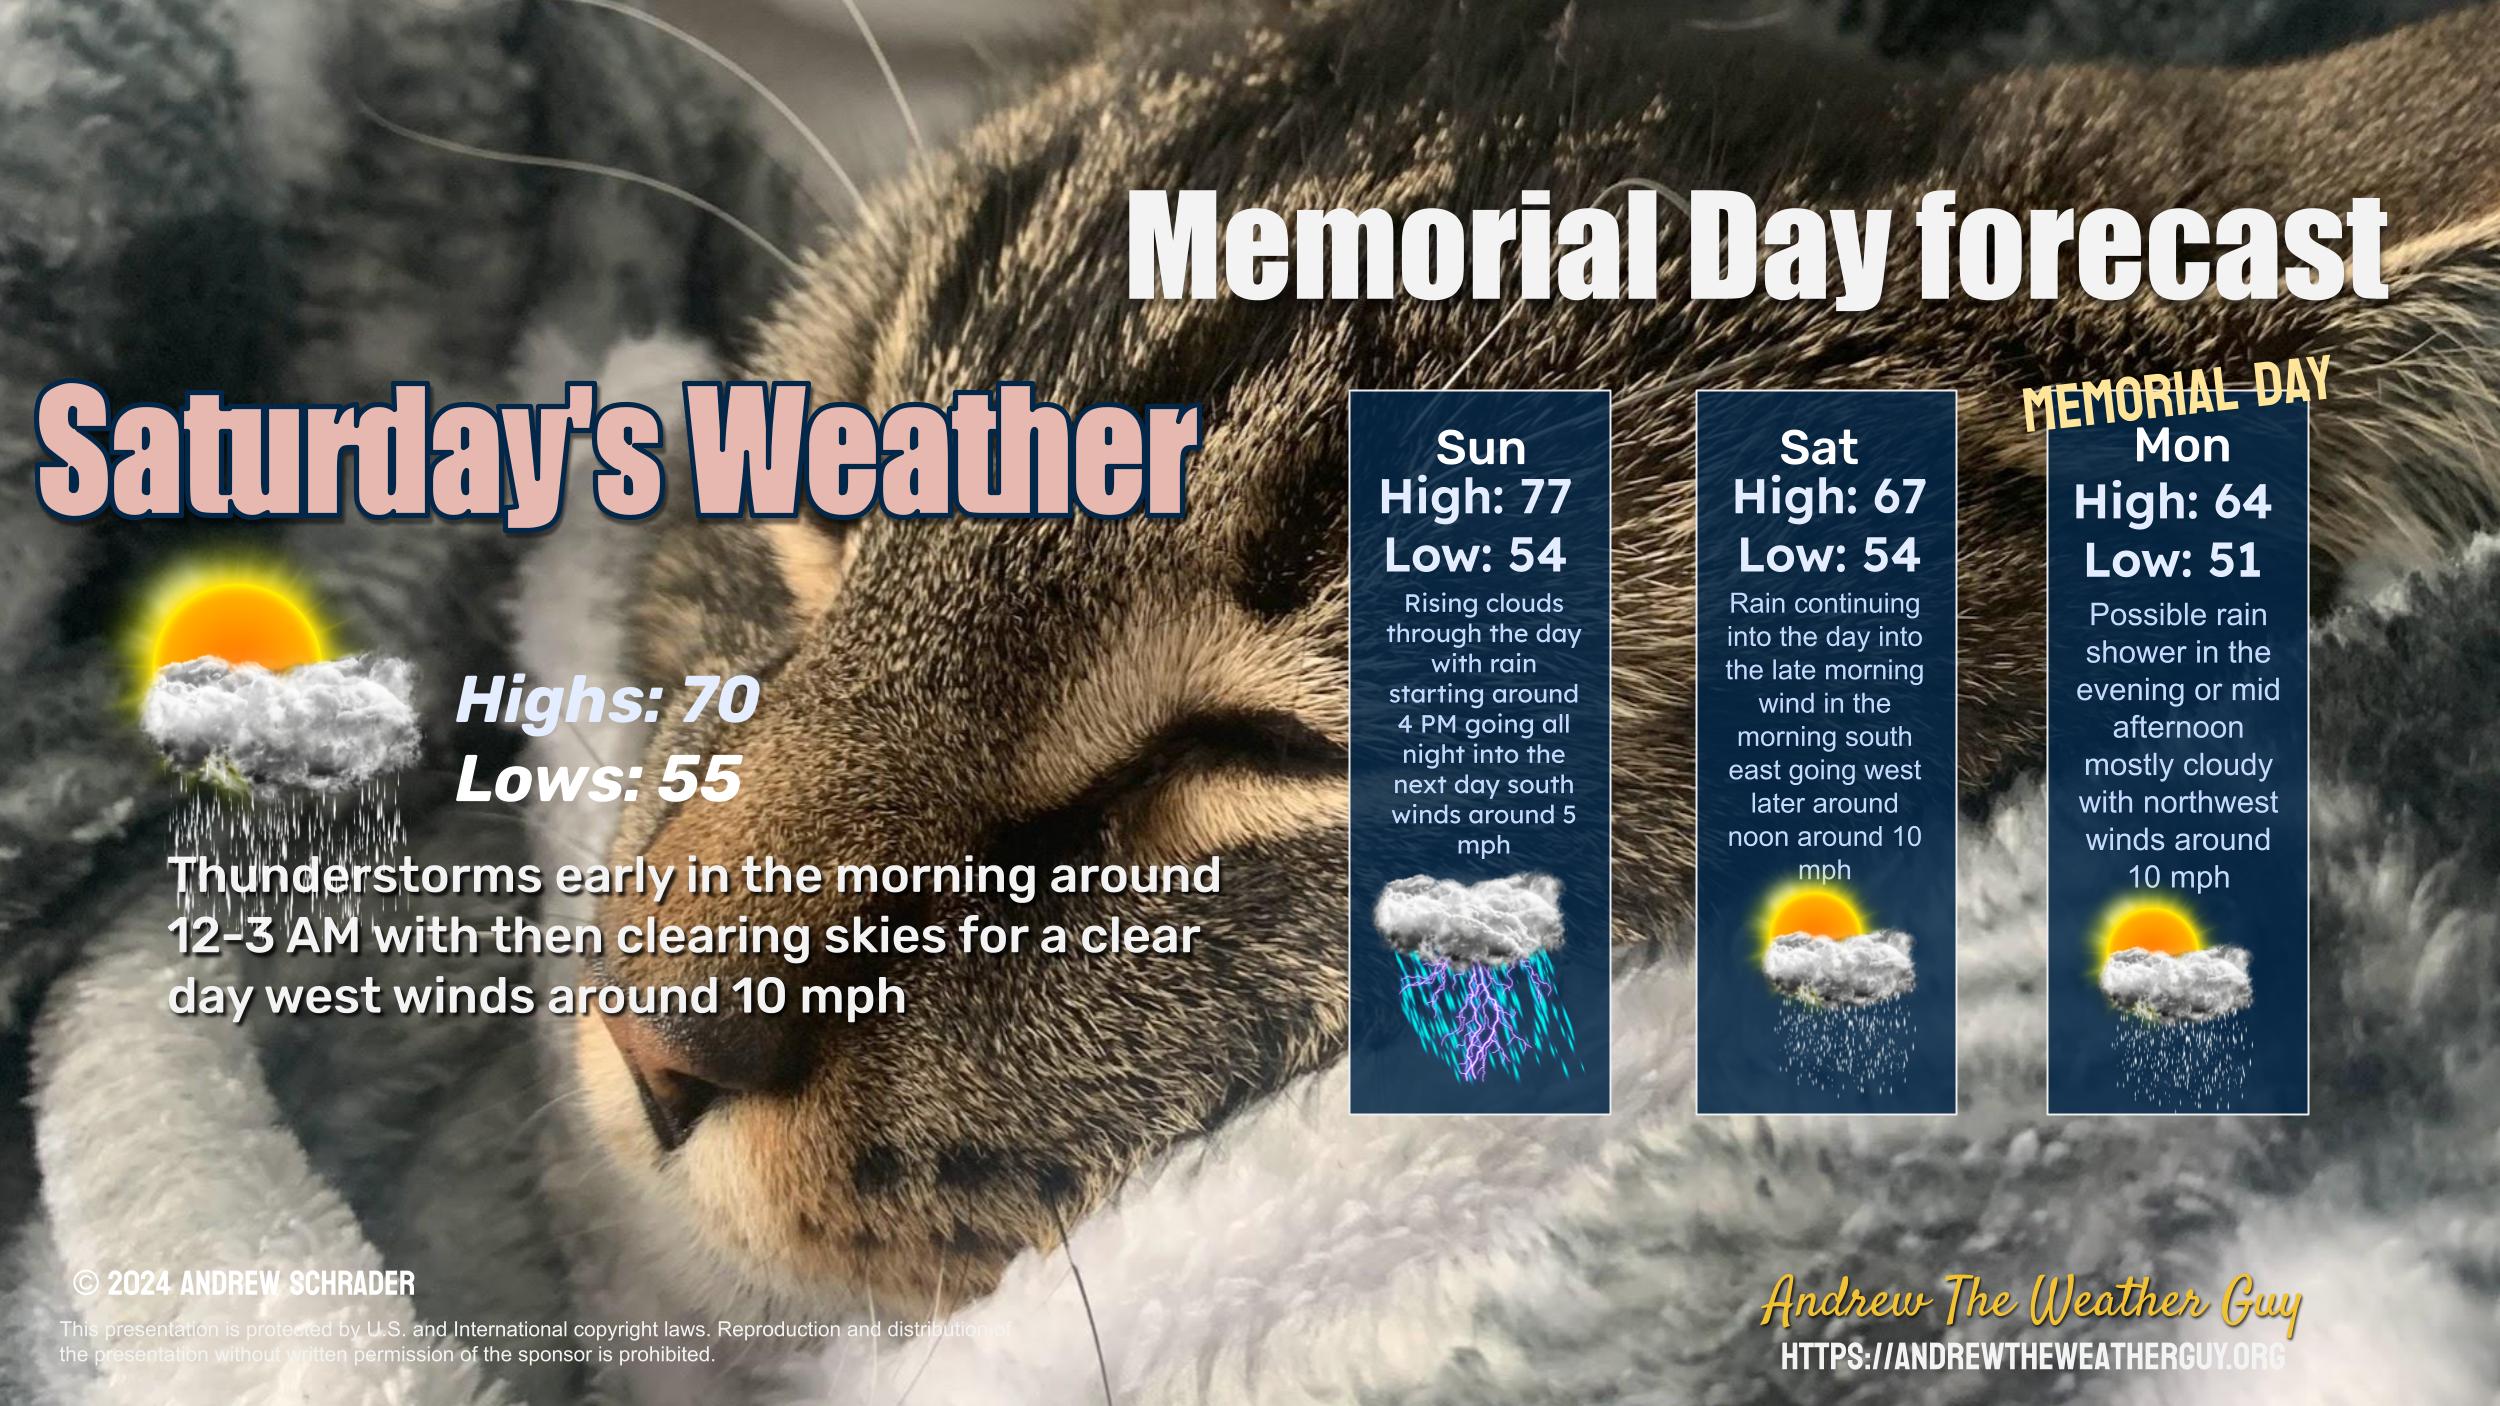 Memorial Day forecast
Saturday's Weather
Highs: 70
Lows: 55
Thunderstorms early in the morning around
12-3 AM with then clearing skies for a clear
day west winds around 10 mph
Sun
High: 77
Low: 54
Rising clouds
through the day
with rain
starting around
4 PM going all
night into the
next day south
winds around 5
mph
Sat
High: 67
Low: 54
Rain continuing
into the day into
the late morning
wind in the
morning south
east going west
later around
noon around 10
mph
MEMORIAL DAY
Mon
High: 64
Low: 51
Possible rain
shower in the
evening or mid
afternoon
mostly cloudy
with northwest
winds around
10 mph
© 2024 ANDREW SCHRADER
This presentation is protected by U.S. and International copyright laws. Reproduction and distribution of
the presentation without written permission of the sponsor is prohibited.
Andrew The Weather Guy
HTTPS://ANDREWTHEWEATHERGUY.ORG